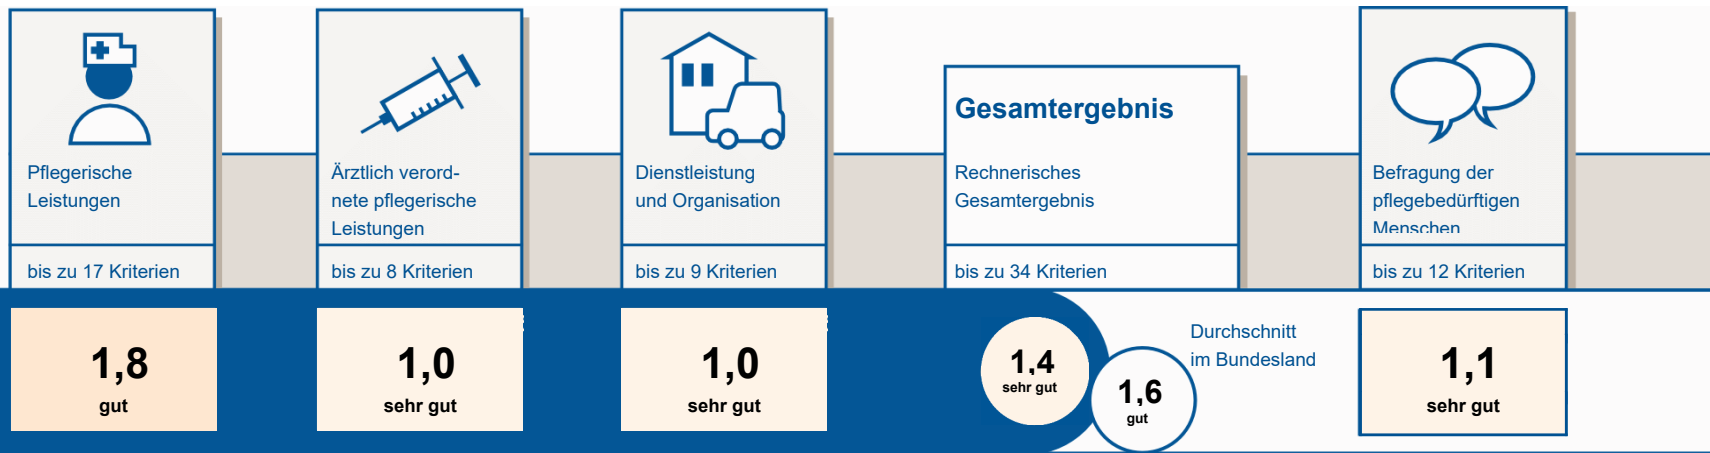 Pflegerische
Leistungen
bis zu 17 Kriterien
1,8
gut
Ärztlich verord-
nete pflegerische
Leistungen
bis zu 8 Kriterien
1,0
sehr gut
Dienstleistung
und Organisation
bis zu 9 Kriterien
1,0
sehr gut
Gesamtergebnis
Rechnerisches
Gesamtergebnis
bis zu 34 Kriterien
1,4
sehr gut
1,6
gut
Durchschnitt
im Bundesland
Befragung der
pflegebedürftigen
Menschen
bis zu 12 Kriterien
1,1
sehr gut